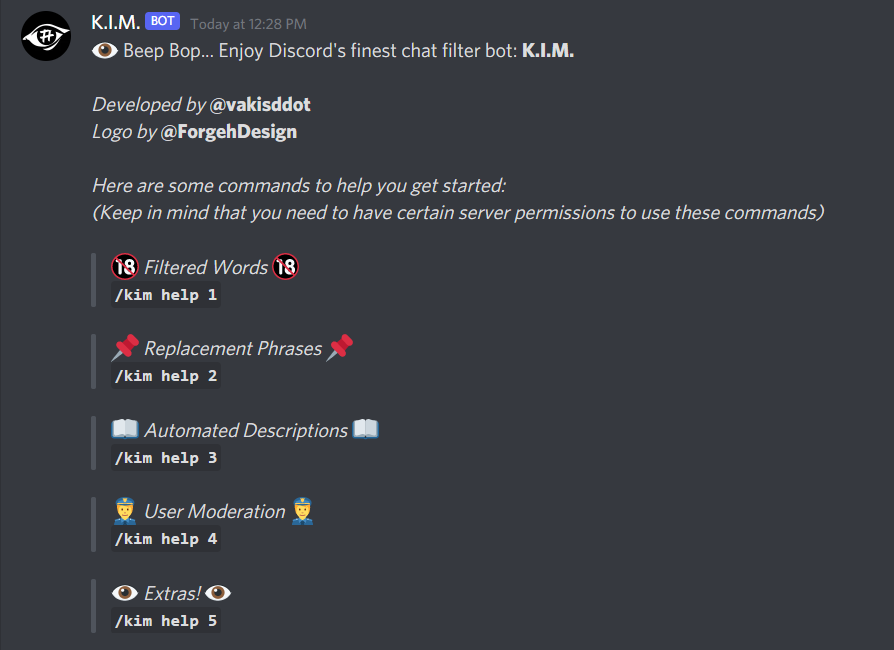 K.I.M. BOT Today at 12:28 PM
👁 Beep Bop... Enjoy Discord's finest chat filter bot: K.I.M.
Developed by @vakisddot
Logo by @ForgehDesign
Here are some commands to help you get started:
(Keep in mind that you need to have certain server permissions to use these commands)
🔞 Filtered Words 🔞
/kim help 1
📌 Replacement Phrases 📌
/kim help 2
📖 Automated Descriptions 📖
/kim help 3
👮 User Moderation 👮
/kim help 4
👁 Extras! 👁
/kim help 5